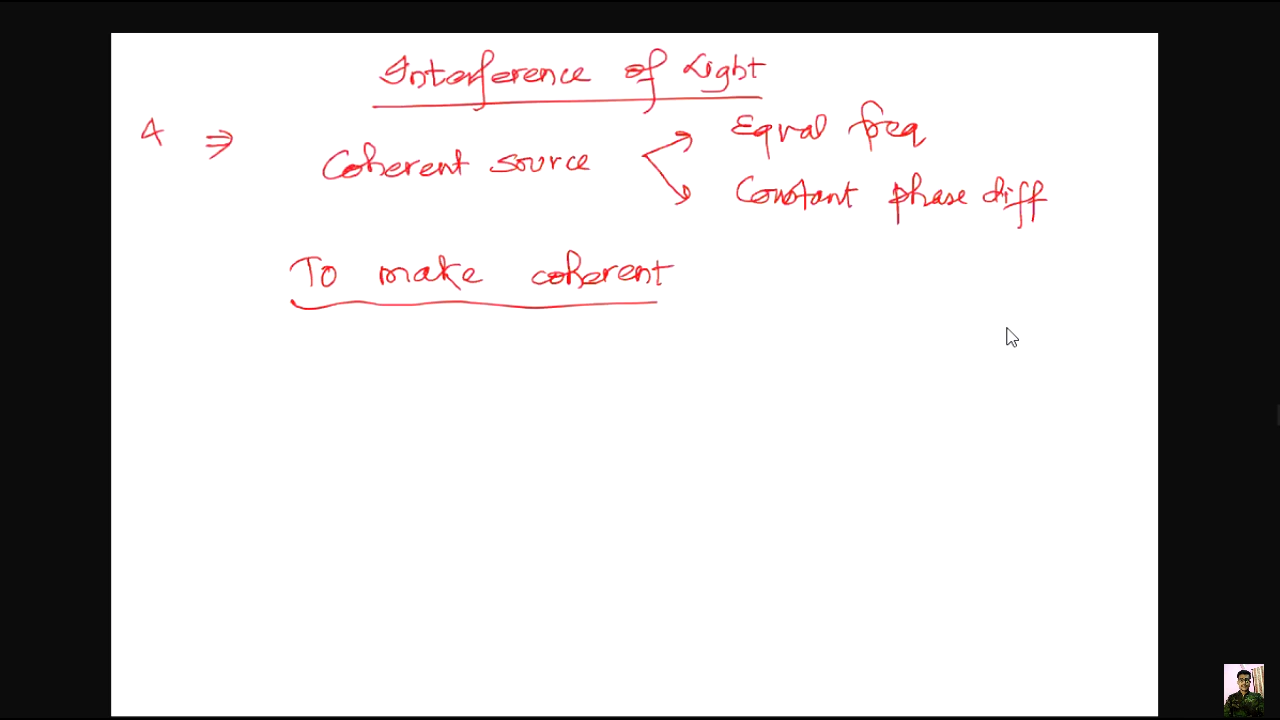 Interference of Light
4 ⇒ Coherent source
Equal freq
Constant phase diff
To make coherent